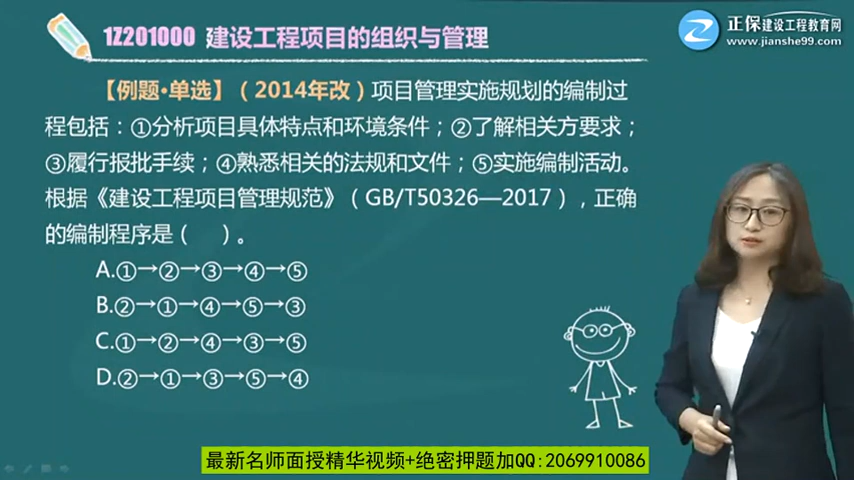 1Z201000 建设工程项目的组织与管理
正保建设工程教育网
www.jianshe99.com
【例题·单选】（2014年改）项目管理实施规划的编制过
程包括：①分析项目具体特点和环境条件；②了解相关方要求；
③履行报批手续；④熟悉相关的法规和文件；⑤实施编制活动。
根据《建设工程项目管理规范》（GB/T50326—2017），正确
的编制程序是（ ）。
A.①→②→③→④→⑤
B.②→①→④→⑤→③
C.①→②→④→③→⑤
D.②→①→③→⑤→④
最新名师面授精华视频+绝密押题加QQ:2069910086